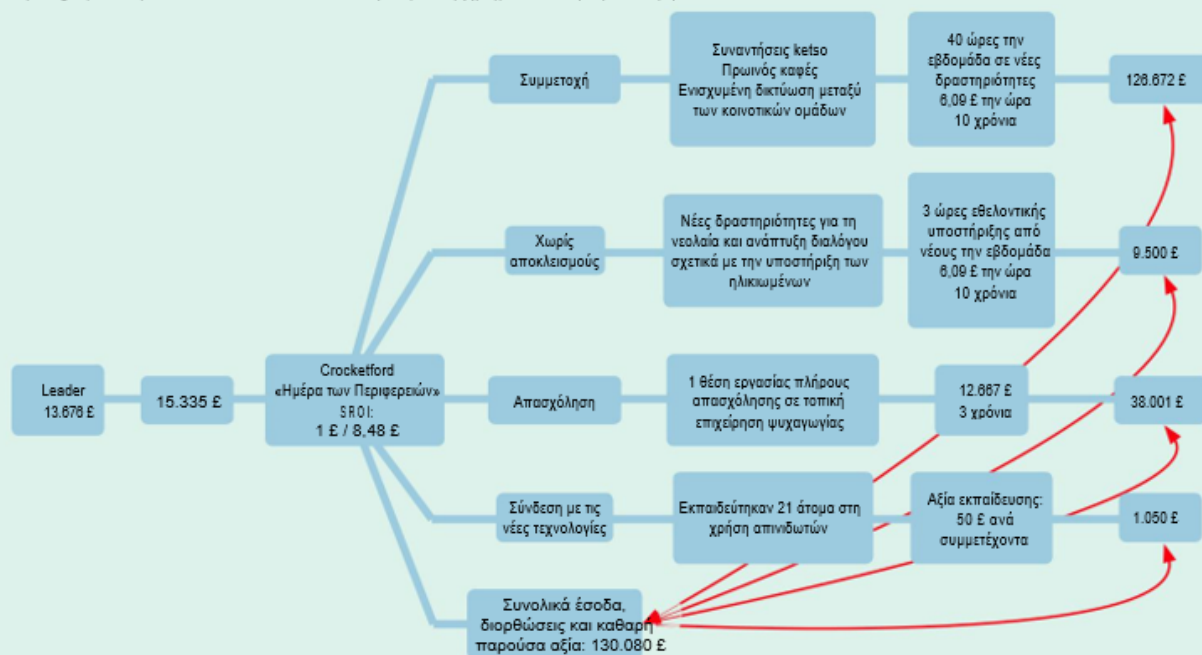 Συμμετοχή
Συναντήσεις ketso
Πρωινός καφές
Ενισχυμένη δικτύωση μεταξύ
των κοινοτικών ομάδων
40 ώρες την
εβδομάδα σε νέες
δραστηριότητες
6,09 £ την ώρα
10 χρόνια
126.672 £
Χωρίς
αποκλεισμούς
Νέες δραστηριότητες για τη
νεολαία και ανάπτυξη διαλόγου
σχετικά με την υποστήριξη των
ηλικιωμένων
3 ώρες εθελοντικής
υποστήριξης από
νέους την εβδομάδα
6,09 £ την ώρα
10 χρόνια
9.500 £
Leader
13.676 £
15.335 £
Crocketford
«Ημέρα των Περιφερειών»
SROI:
1 £ / 8,48 £
Απασχόληση
1 θέση εργασίας πλήρους
απασχόλησης σε τοπική
επιχείρηση ψυχαγωγίας
12.667 £
3 χρόνια
38.001 £
Σύνδεση με τις
νέες τεχνολογίες
Εκπαιδεύτηκαν 21 άτομα στη
χρήση απινιδωτών
Αξία εκπαίδευσης:
50 £ ανά
συμμετέχοντα
1.050 £
Συνολικά έσοδα,
διορθώσεις και καθαρή
παρούσα αξία: 130.080 £